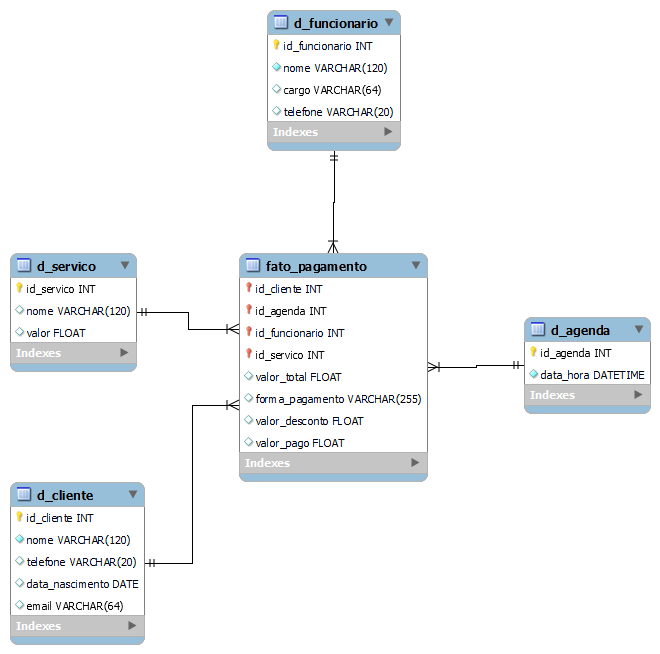 d_funcionario
id_funcionario INT
nome VARCHAR(120)
cargo VARCHAR(64)
telefone VARCHAR(20)
Indexes
d_servico
id_servico INT
nome VARCHAR(120)
valor FLOAT
Indexes
fato_pagamento
id_cliente INT
id_agenda INT
id_funcionario INT
id_servico INT
valor_total FLOAT
forma_pagamento VARCHAR(255)
valor_desconto FLOAT
valor_pago FLOAT
Indexes
d_agenda
id_agenda INT
data_hora DATETIME
Indexes
d_cliente
id_cliente INT
nome VARCHAR(120)
telefone VARCHAR(20)
data_nascimento DATE
email VARCHAR(64)
Indexes